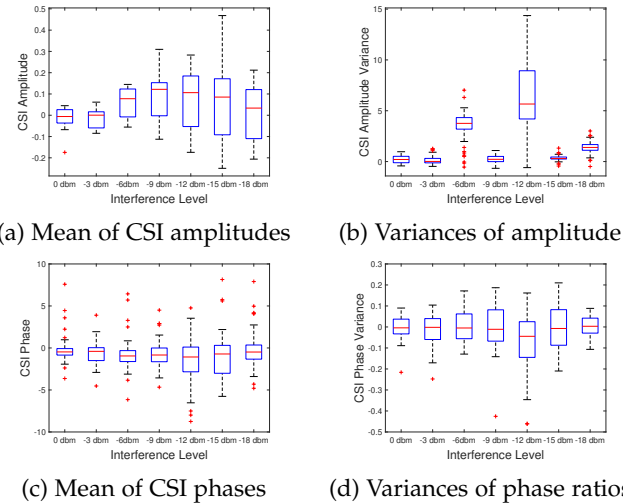 0.5
0.4
0.3
0.2
0.1
0
-0.1
-0.2
CSI Amplitude
0 dbm -3 dbm -6dbm -9 dbm -12 dbm -15 dbm -18 dbm
Interference Level
(a) Mean of CSI amplitudes
15
10
5
0
CSI Amplitude Variance
0 dbm -3 dbm -6dbm -9 dbm -12 dbm -15 dbm -18 dbm
Interference Level
(b) Variances of amplitude
10
5
0
-5
-10
CSI Phase
0 dbm -3 dbm -6dbm -9 dbm -12 dbm -15 dbm -18 dbm
Interference Level
(c) Mean of CSI phases
0.3
0.2
0.1
0
-0.1
-0.2
-0.3
-0.4
-0.5
CSI Phase Variance
0 dbm -3 dbm -6dbm -9 dbm -12 dbm -15 dbm -18 dbm
Interference Level
(d) Variances of phase ratios